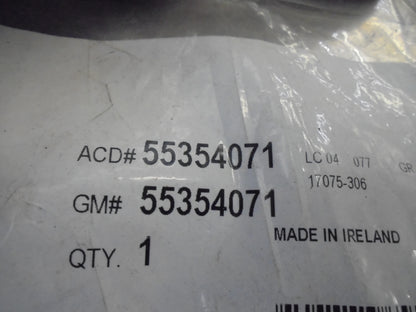 ACD# 55354071 LC 04 077 GR
GM# 55354071 17075-306
QTY. 1 MADE IN IRELAND